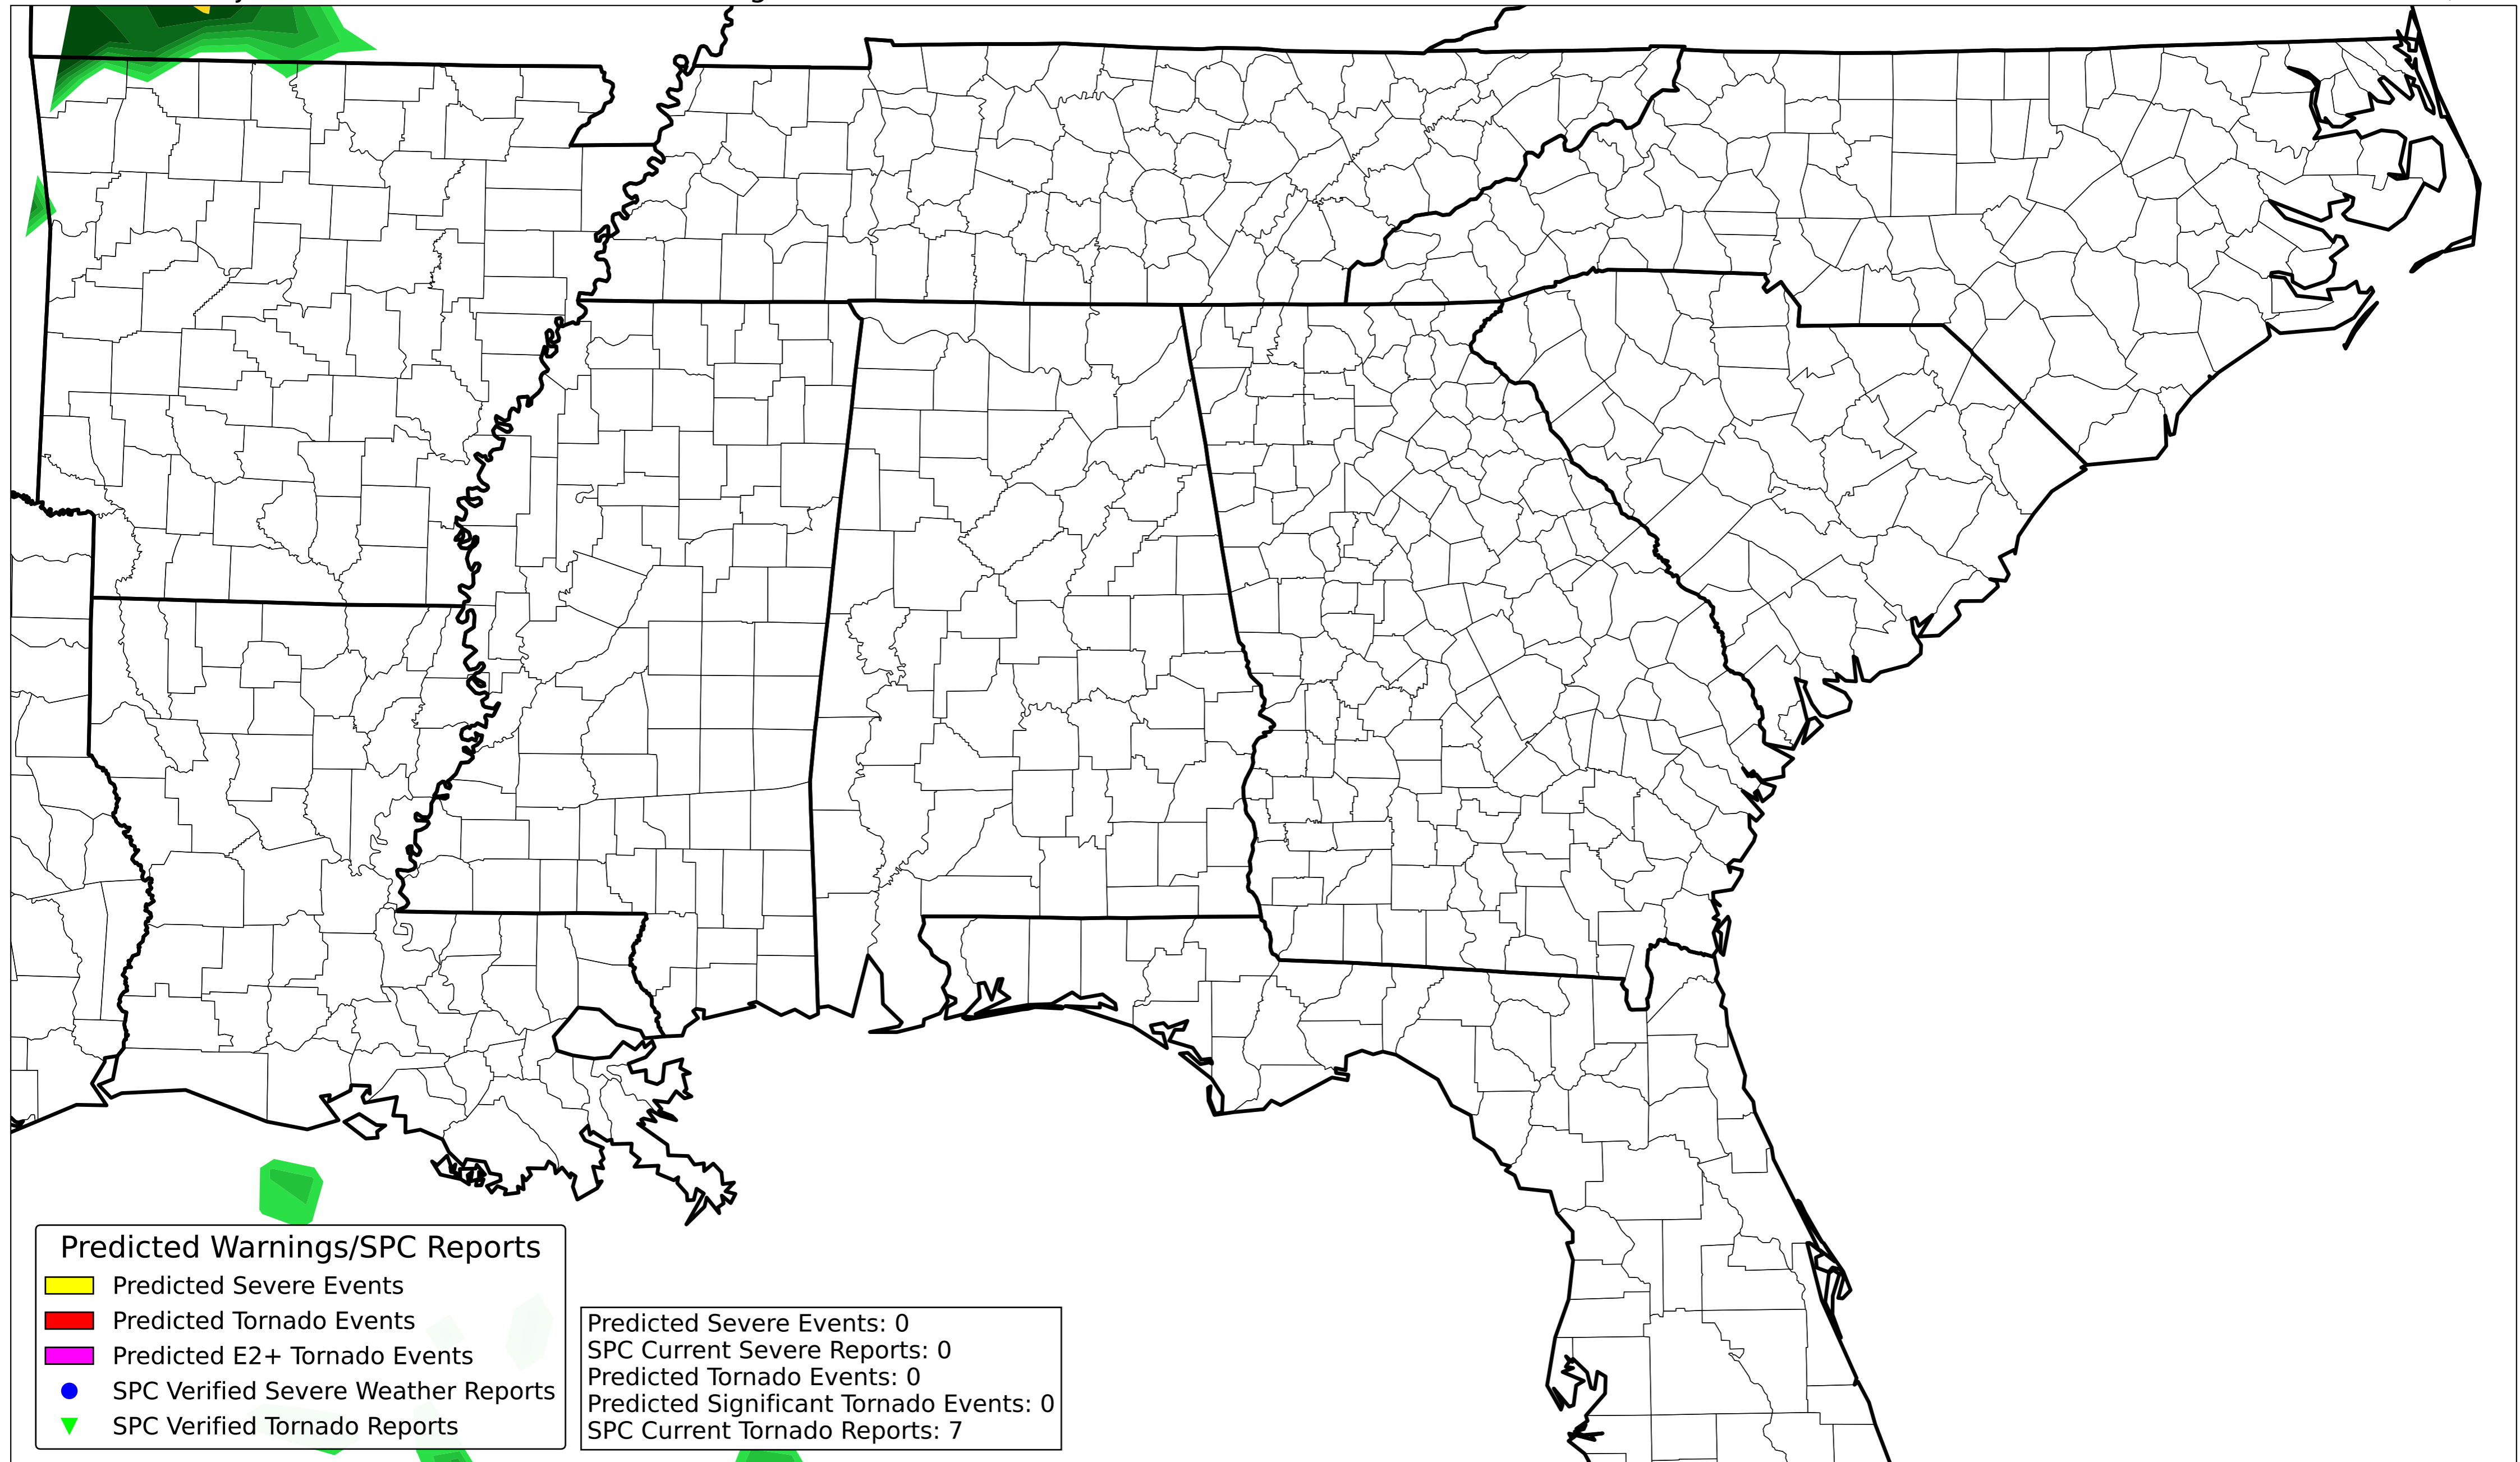 Predicted Warnings/SPC Reports
Predicted Severe Events
Predicted Tornado Events
Predicted E2+ Tornado Events
SPC Verified Severe Weather Reports
SPC Verified Tornado Reports
Predicted Severe Events: 0
SPC Current Severe Reports: 0
Predicted Tornado Events: 0
Predicted Significant Tornado Events: 0
SPC Current Tornado Reports: 7